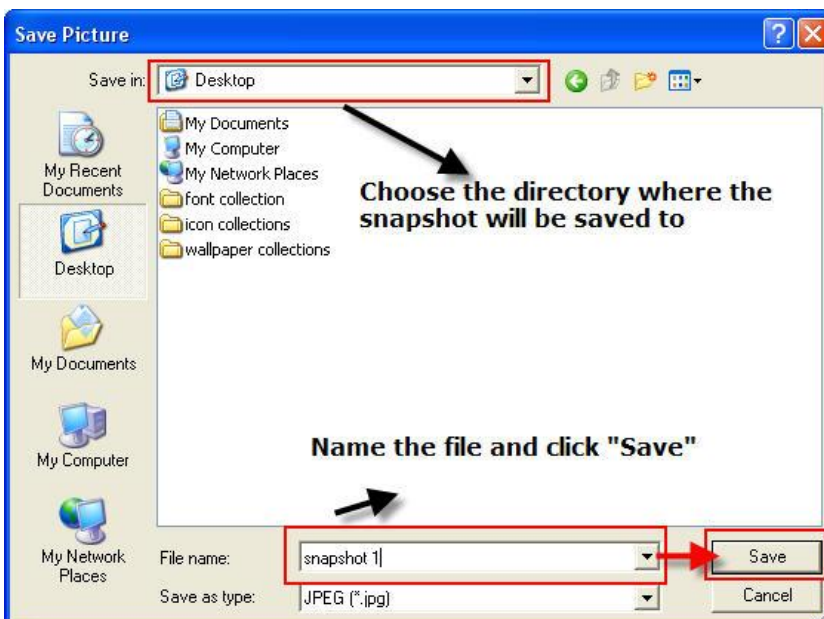 Save Picture
Save in:
Desktop
My Recent
Documents
Desktop
My Documents
My Computer
My Network
Places
My Documents
My Computer
My Network Places
font collection
icon collections
wallpaper collections
Choose the directory where the
snapshot will be saved to
Name the file and click "Save"
File name:
snapshot 1
Save
Save as type:
JPEG (*.jpg)
Cancel